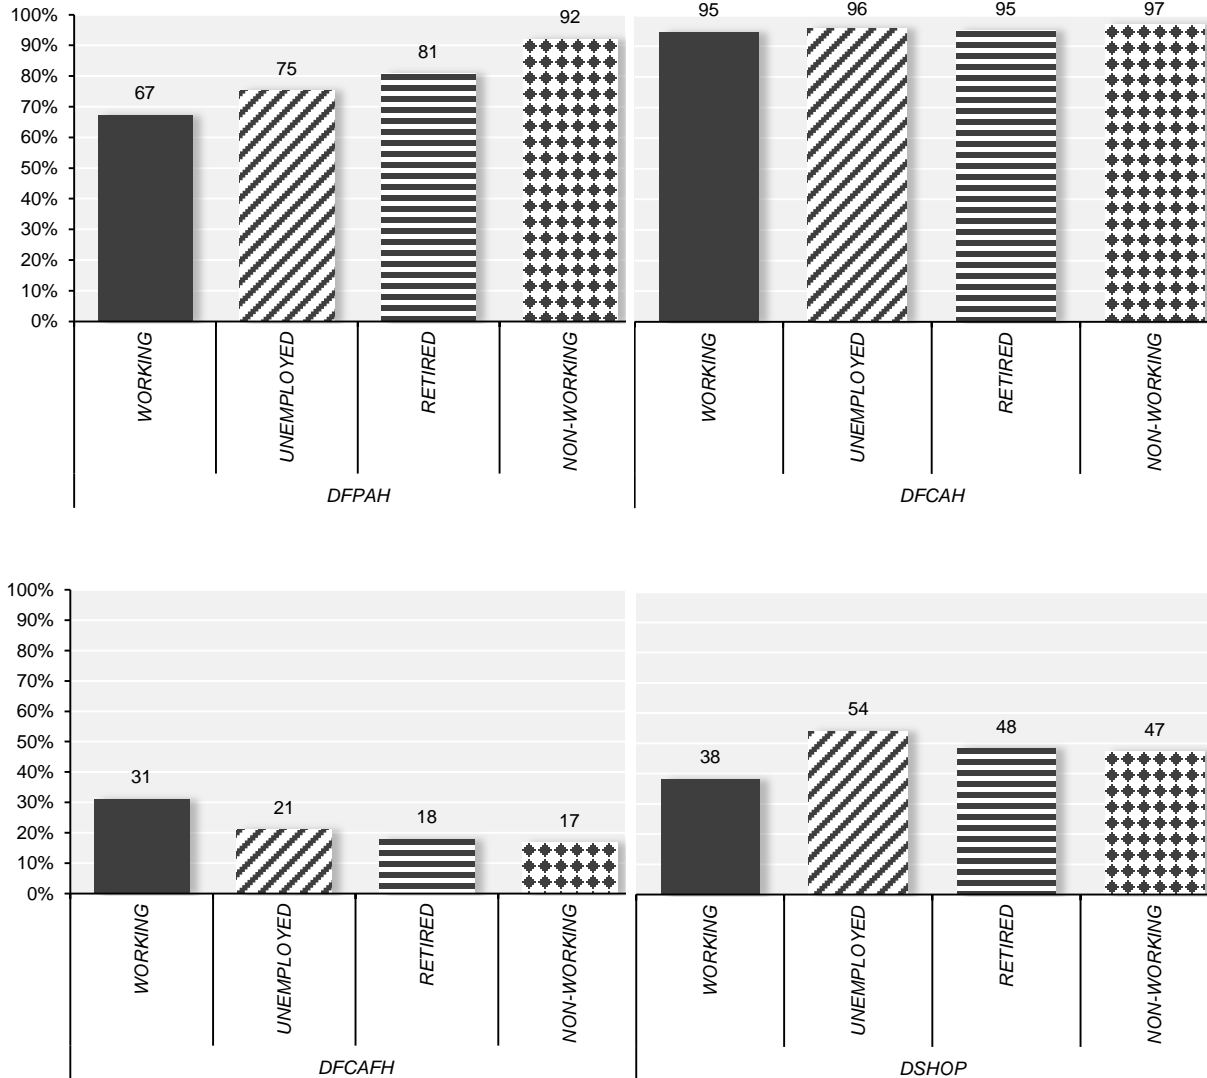 100%
90%
80%
70%
60%
50%
40%
30%
20%
10%
0%
67
75
81
92
WORKING
UNEMPLOYED
RETIRED
NON-WORKING
DFPAH
95
96
95
97
WORKING
UNEMPLOYED
RETIRED
NON-WORKING
DFCAH
100%
90%
80%
70%
60%
50%
40%
30%
20%
10%
0%
31
21
18
17
WORKING
UNEMPLOYED
RETIRED
NON-WORKING
DFCAFH
38
54
48
47
WORKING
UNEMPLOYED
RETIRED
NON-WORKING
DSHOP